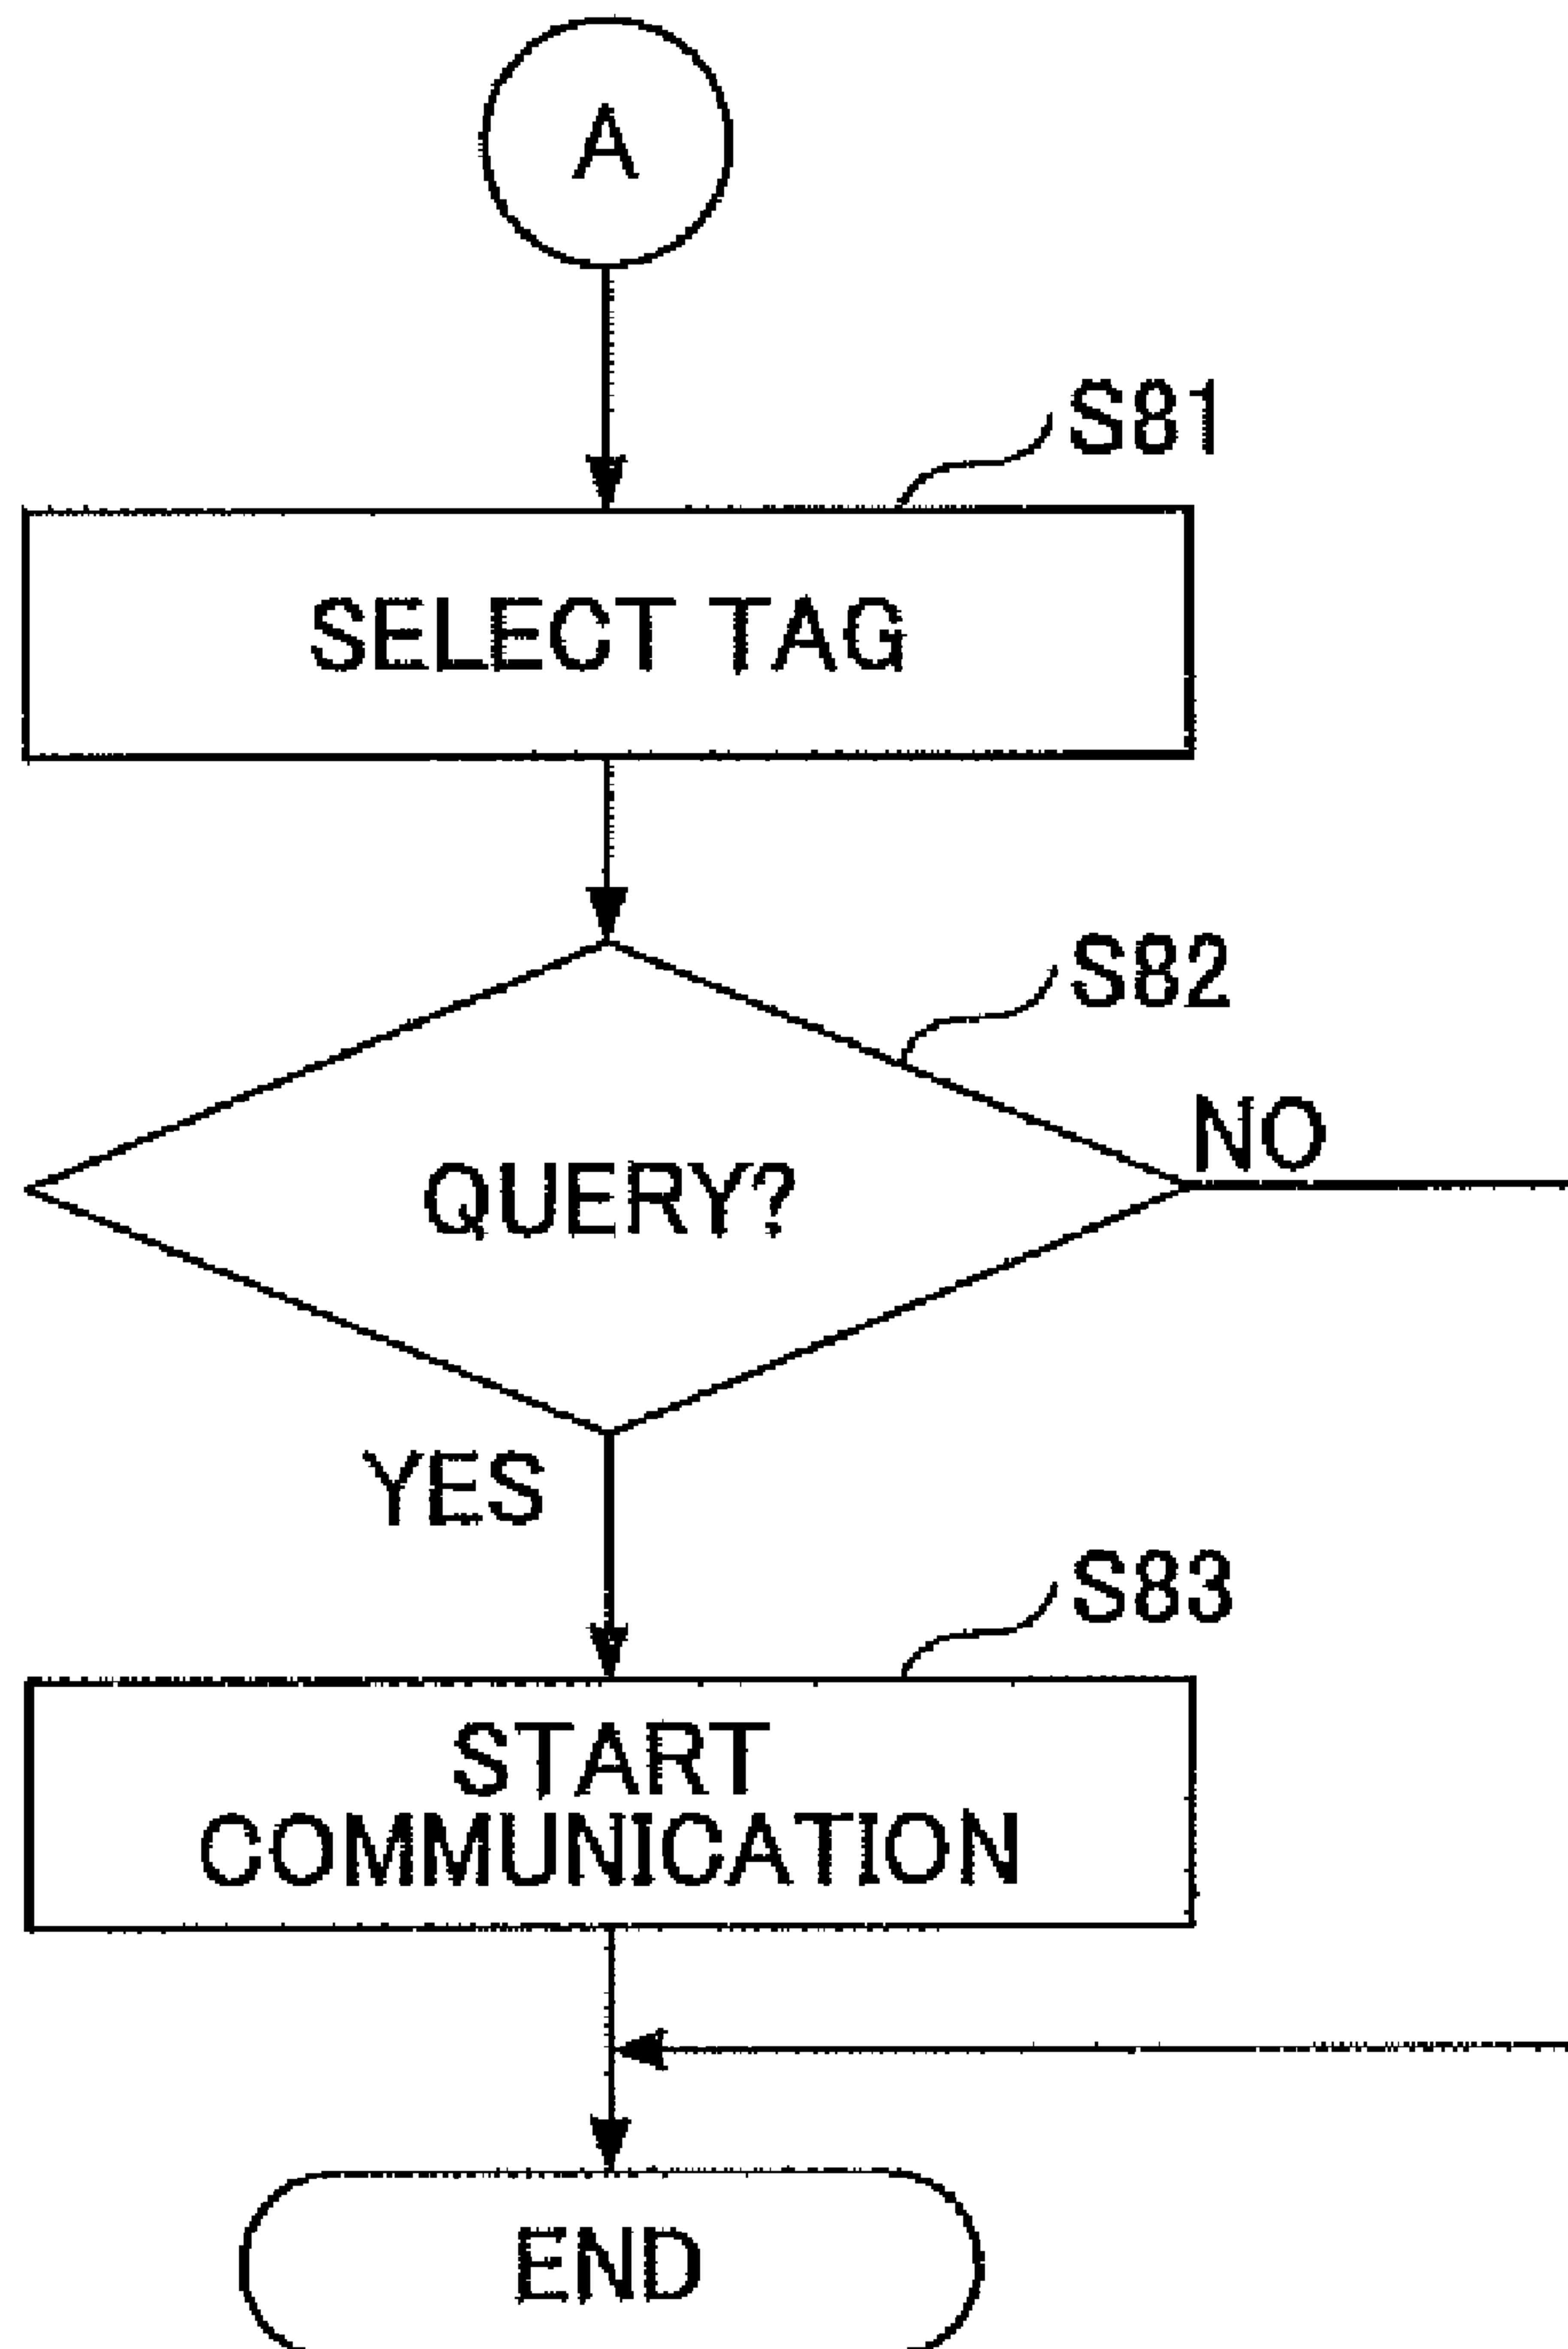 A
S81
SELECT TAG
S82
QUERY?
NO
YES
S83
START
COMMUNICATION
END